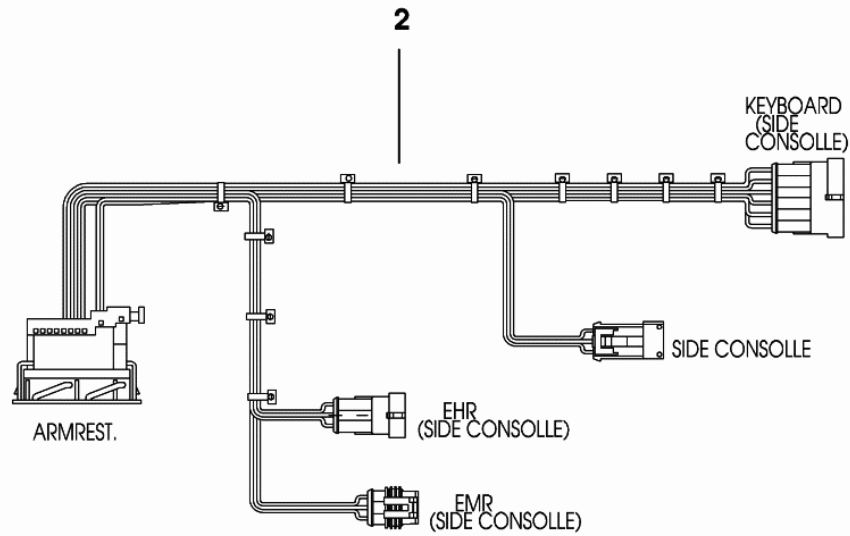 2
KEYBOARD
(SIDE
CONSOLLE)
SIDE CONSOLLE
EHR
(SIDE CONSOLLE)
ARMREST.
EMR
(SIDE CONSOLLE)